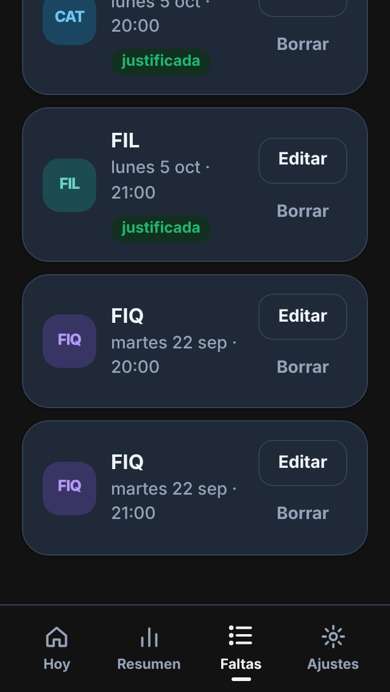 CAT
lunes 5 oct ·
20:00
justificada
Borrar
FIL
FIL
lunes 5 oct ·
21:00
justificada
Editar
Borrar
FIQ
FIQ
martes 22 sep ·
20:00
Editar
Borrar
FIQ
FIQ
martes 22 sep ·
21:00
Editar
Borrar
Hoy
Resumen
Faltas
Ajustes